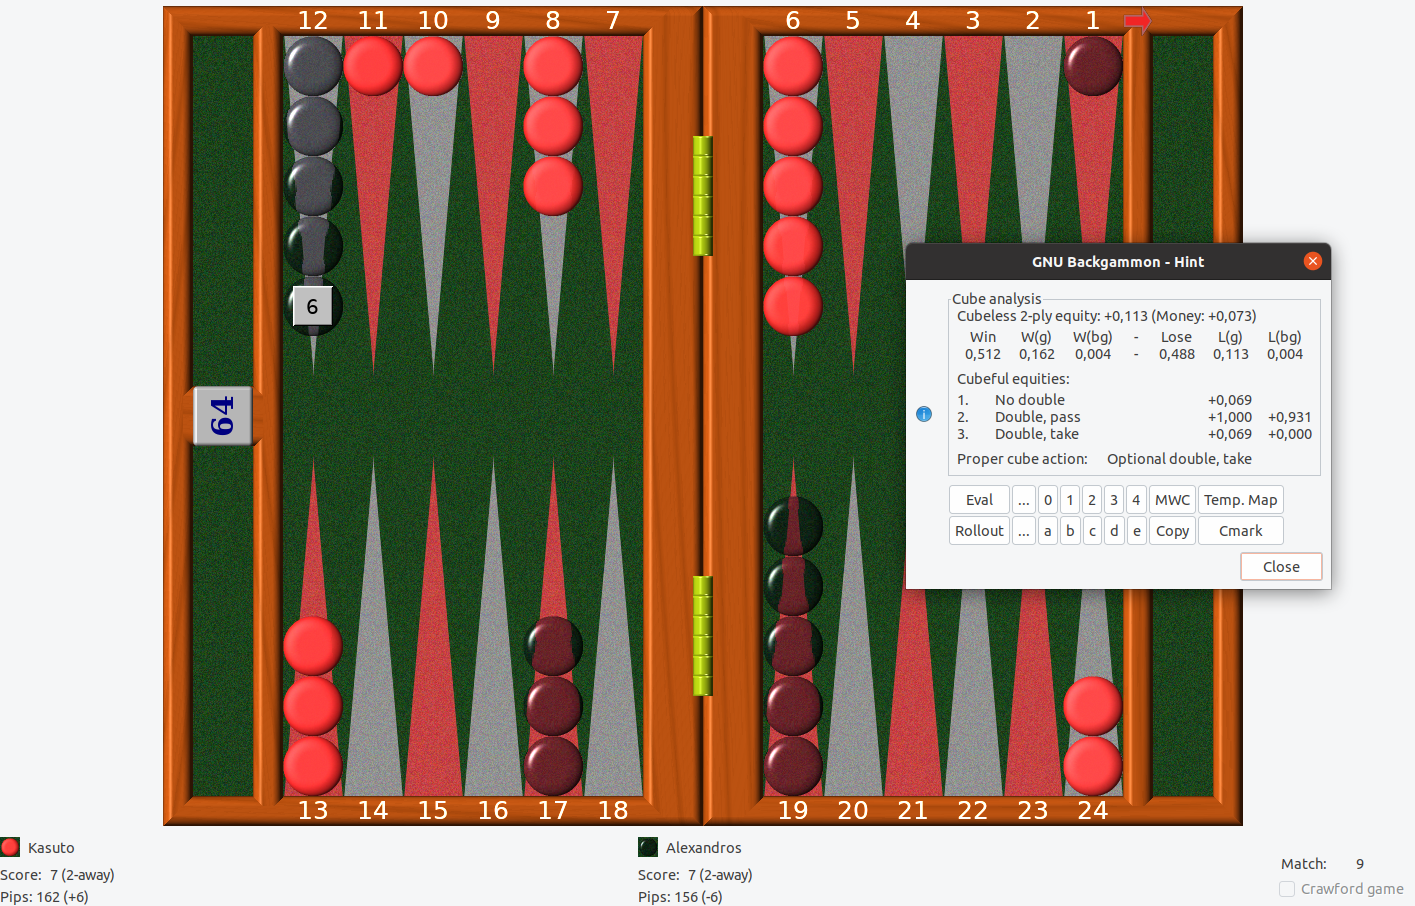 12 11 10 9 8 7 6 5 4 3 2 1
6
64
GNU Backgammon - Hint
Cube analysis
Cubeless 2-ply equity: +0,113 (Money: +0,073)
Win W(g) W(bg) - Lose L(g) L(bg)
0,512 0,162 0,004 - 0,488 0,113 0,004
Cubeful equities:
1. No double +0,069
2. Double, pass +1,000 +0,931
3. Double, take +0,069 +0,000
Proper cube action: Optional double, take
Eval ... 0 1 2 3 4 MWC Temp. Map
Rollout ... a b c d e Copy Cmark
Close
13 14 15 16 17 18 19 20 21 22 23 24
Kasuto
Score: 7 (2-away)
Pips: 162 (+6)
Alexandros
Score: 7 (2-away)
Pips: 156 (-6)
Match: 9
Crawford game